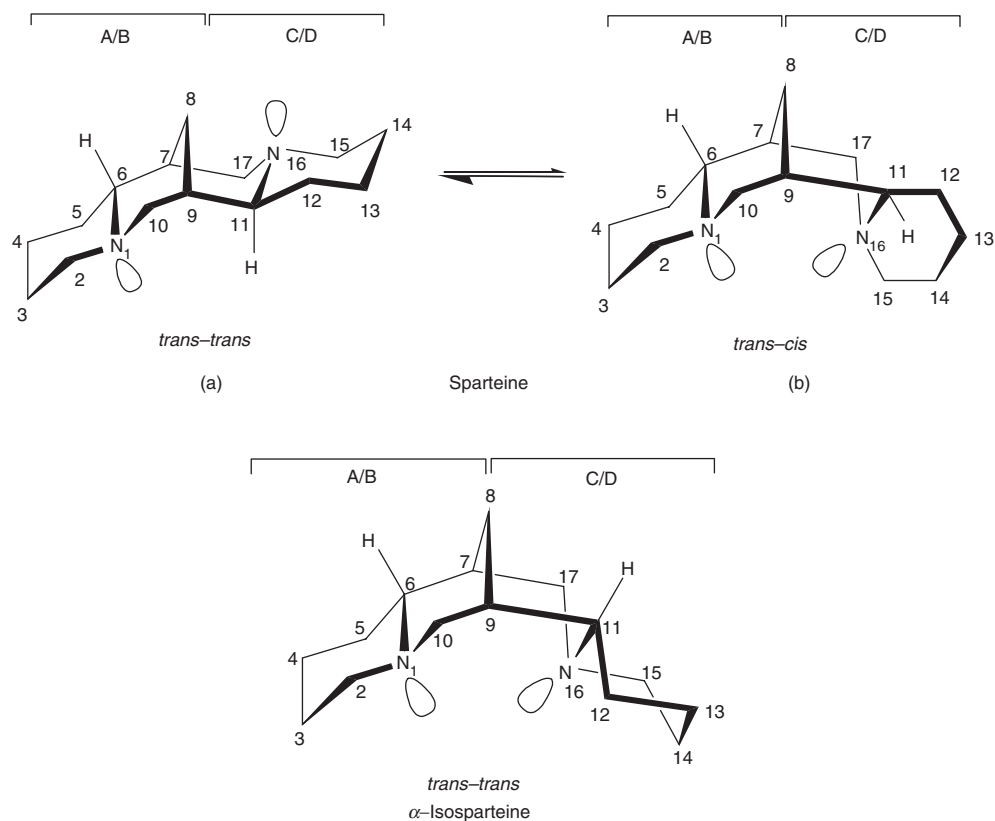 A/B C/D A/B C/D
8 8
H 14 H
7 N 15 7 17
6 17 16 6 11 12
5 12 13 5 9
4 10 9 11 4 10 H 13
N1 N1 N16
2 H 2 15 14
3 3
trans–trans trans–cis
(a) Sparteine (b)
A/B C/D
8
H H
7 17
6
5 9 11
4 10
N1 N 15
2 16 12 13
3
14
trans–trans
α–Isosparteine